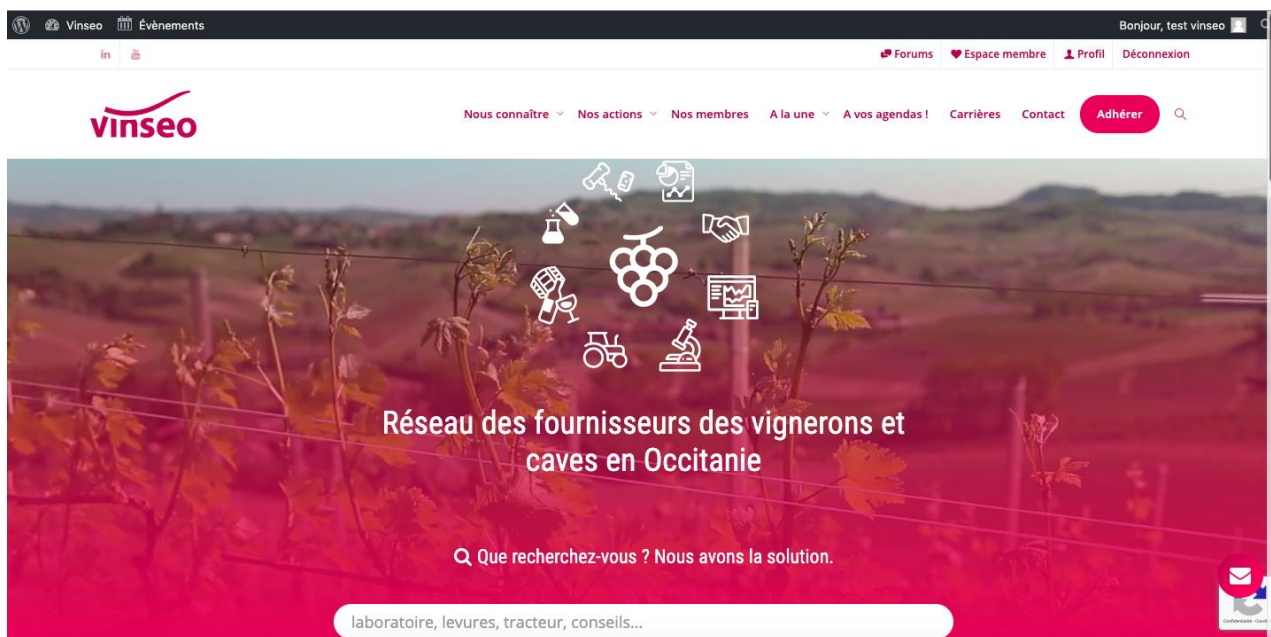 Vinseo Évènements Bonjour, test vinseo
in Forums Espace membre Profil Déconnexion
vinseo
Nous connaître Nos actions Nos membres A la une A vos agendas ! Carrières Contact Adhérer
Réseau des fournisseurs des vignerons et
caves en Occitanie
Que recherchez-vous ? Nous avons la solution.
laboratoire, levures, tracteur, conseils...